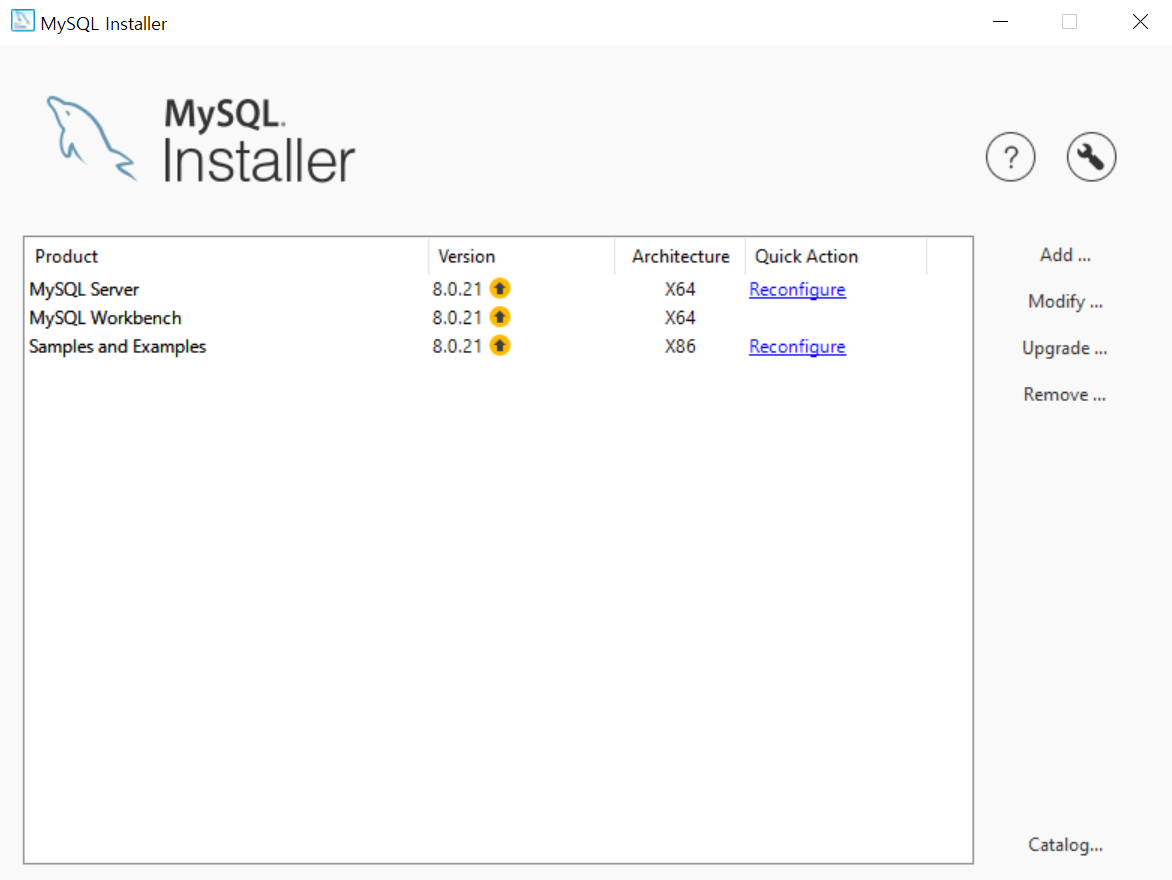 MySQL Installer
MySQL.
Installer
?
Product Version Architecture Quick Action
MySQL Server 8.0.21 X64 Reconfigure
MySQL Workbench 8.0.21 X64
Samples and Examples 8.0.21 X86 Reconfigure
Add ...
Modify ...
Upgrade ...
Remove ...
Catalog...